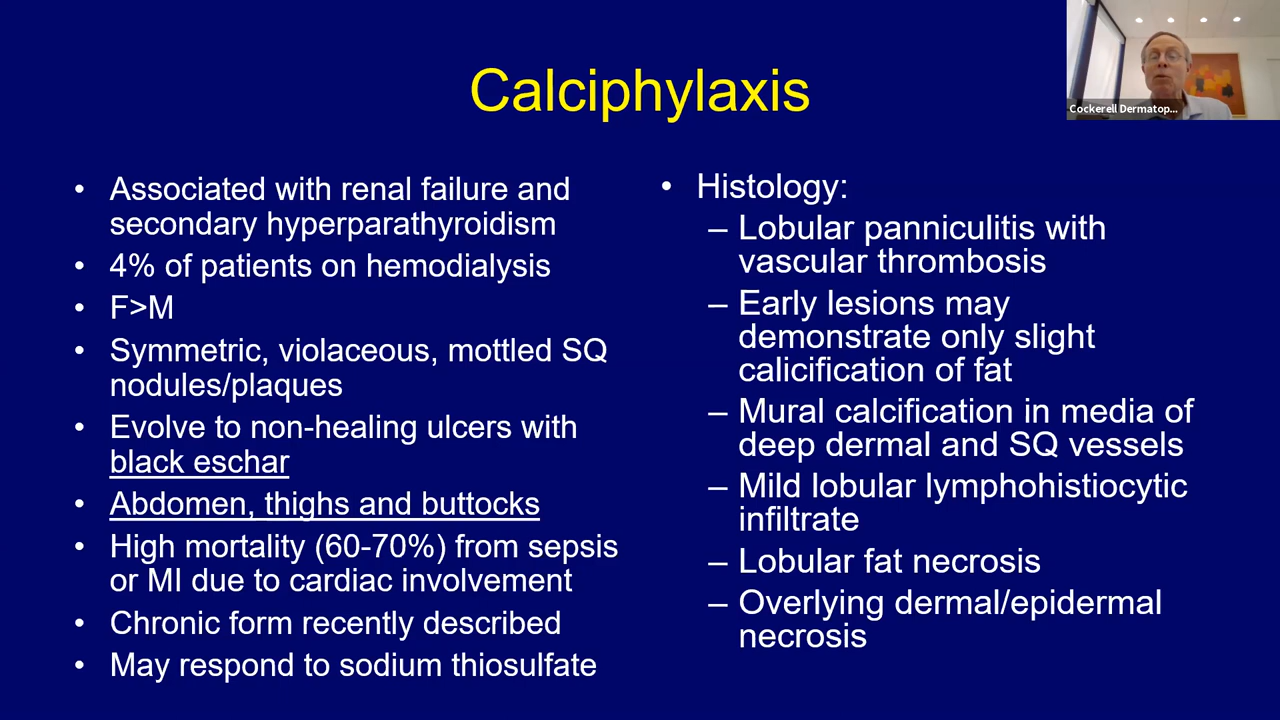 Cockerell Dermatop...
Calciphylaxis
• Associated with renal failure and
secondary hyperparathyroidism
• 4% of patients on hemodialysis
• F>M
• Symmetric, violaceous, mottled SQ
nodules/plaques
• Evolve to non-healing ulcers with
black eschar
• Abdomen, thighs and buttocks
• High mortality (60-70%) from sepsis
or MI due to cardiac involvement
• Chronic form recently described
• May respond to sodium thiosulfate
• Histology:
– Lobular panniculitis with
vascular thrombosis
– Early lesions may
demonstrate only slight
calicification of fat
– Mural calcification in media of
deep dermal and SQ vessels
– Mild lobular lymphohistiocytic
infiltrate
– Lobular fat necrosis
– Overlying dermal/epidermal
necrosis